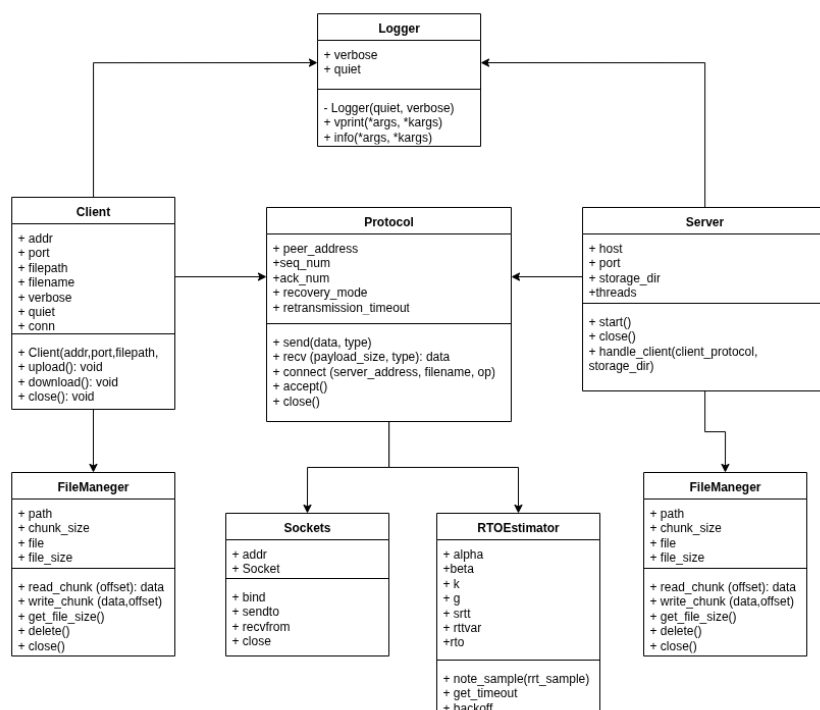 Logger
+ verbose
+ quiet
- Logger(quiet, verbose)
+ vprint(*args, *kargs)
+ info(*args, *kargs)
Client
+ addr
+ port
+ filepath
+ filename
+ verbose
+ quiet
+ conn
+ Client(addr,port,filepath,
+ upload(): void
+ download(): void
+ close(): void
Protocol
+ peer_address
+seq_num
+ack_num
+ recovery_mode
+ retransmission_timeout
+ send(data, type)
+ recv (payload_size, type): data
+ connect (server_address, filename, op)
+ accept()
+ close()
Server
+ host
+ port
+ storage_dir
+threads
+ start()
+ close()
+ handle_client(client_protocol,
storage_dir)
FileManeger
+ path
+ chunk_size
+ file
+ file_size
+ read_chunk (offset): data
+ write_chunk (data,offset)
+ get_file_size()
+ delete()
+ close()
Sockets
+ addr
+ Socket
+ bind
+ sendto
+ recvfrom
+ close
RTOEstimator
+ alpha
+beta
+ k
+ g
+ srtt
+ rttvar
+rto
+ note_sample(rrt_sample)
+ get_timeout
+ backoff
FileManeger
+ path
+ chunk_size
+ file
+ file_size
+ read_chunk (offset): data
+ write_chunk (data,offset)
+ get_file_size()
+ delete()
+ close()